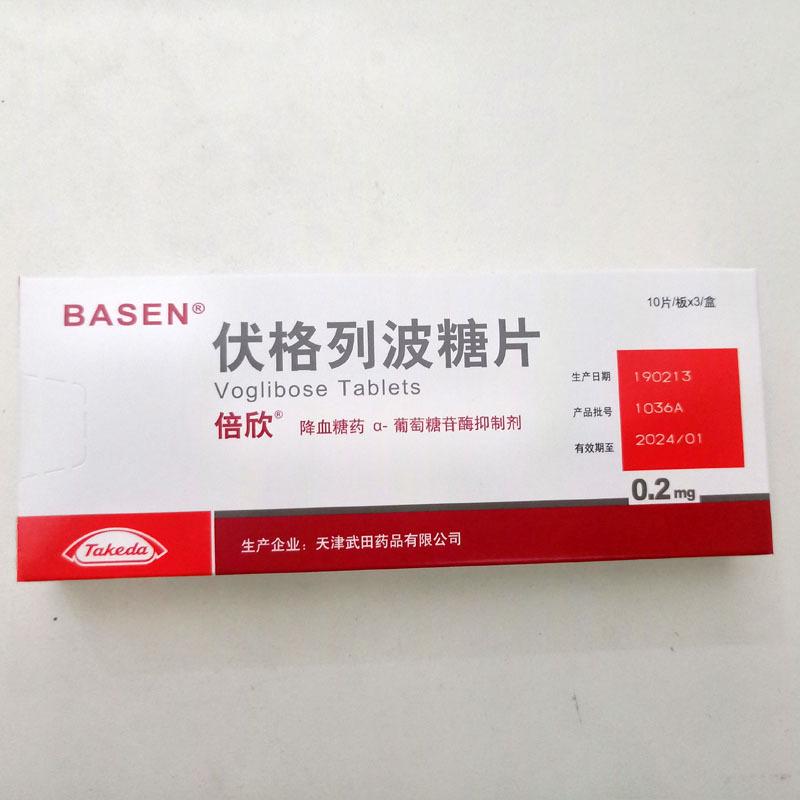 BASEN®
伏格列波糖片
Voglibose Tablets
倍欣®
降血糖药 α- 葡萄糖苷酶抑制剂
10片/板x3/盒
生产日期 190213
产品批号 1036A
有效期至 2024/01
0.2mg
Takeda
生产企业：天津武田药品有限公司